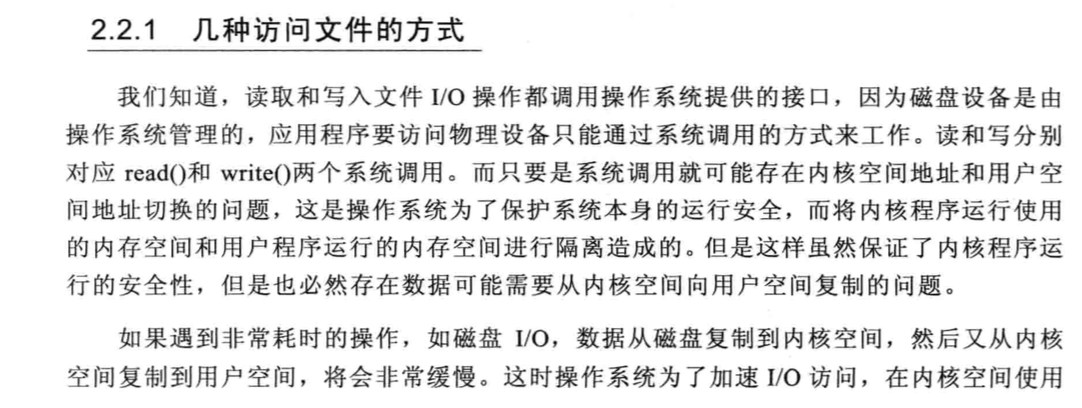 2.2.1 几种访问文件的方式
我们知道，读取和写入文件 I/O 操作都调用操作系统提供的接口，因为磁盘设备是由
操作系统管理的，应用程序要访问物理设备只能通过系统调用的方式来工作。读和写分别
对应 read()和 write()两个系统调用。而只要是系统调用就可能存在内核空间地址和用户空
间地址切换的问题，这是操作系统为了保护系统本身的运行安全，而将内核程序运行使用
的内存空间和用户程序运行的内存空间进行隔离造成的。但是这样虽然保证了内核程序运
行的安全性，但是也必然存在数据可能需要从内核空间向用户空间复制的问题。
如果遇到非常耗时的操作，如磁盘 I/O，数据从磁盘复制到内核空间，然后又从内核
空间复制到用户空间，将会非常缓慢。这时操作系统为了加速 I/O 访问，在内核空间使用